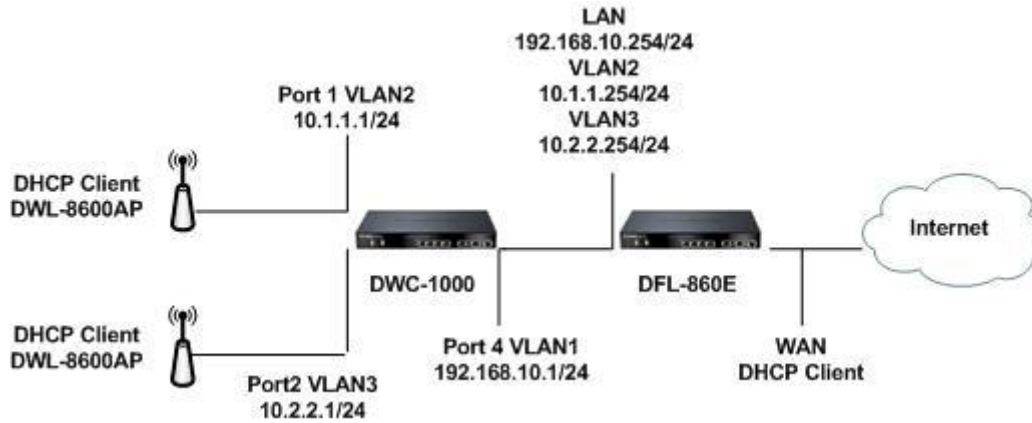 LAN
192.168.10.254/24
VLAN2
10.1.1.254/24
VLAN3
10.2.2.254/24
Port 1 VLAN2
10.1.1.1/24
DHCP Client
DWL-8600AP
Internet
DWC-1000
DFL-860E
DHCP Client
DWL-8600AP
Port 4 VLAN1
192.168.10.1/24
WAN
DHCP Client
Port2 VLAN3
10.2.2.1/24